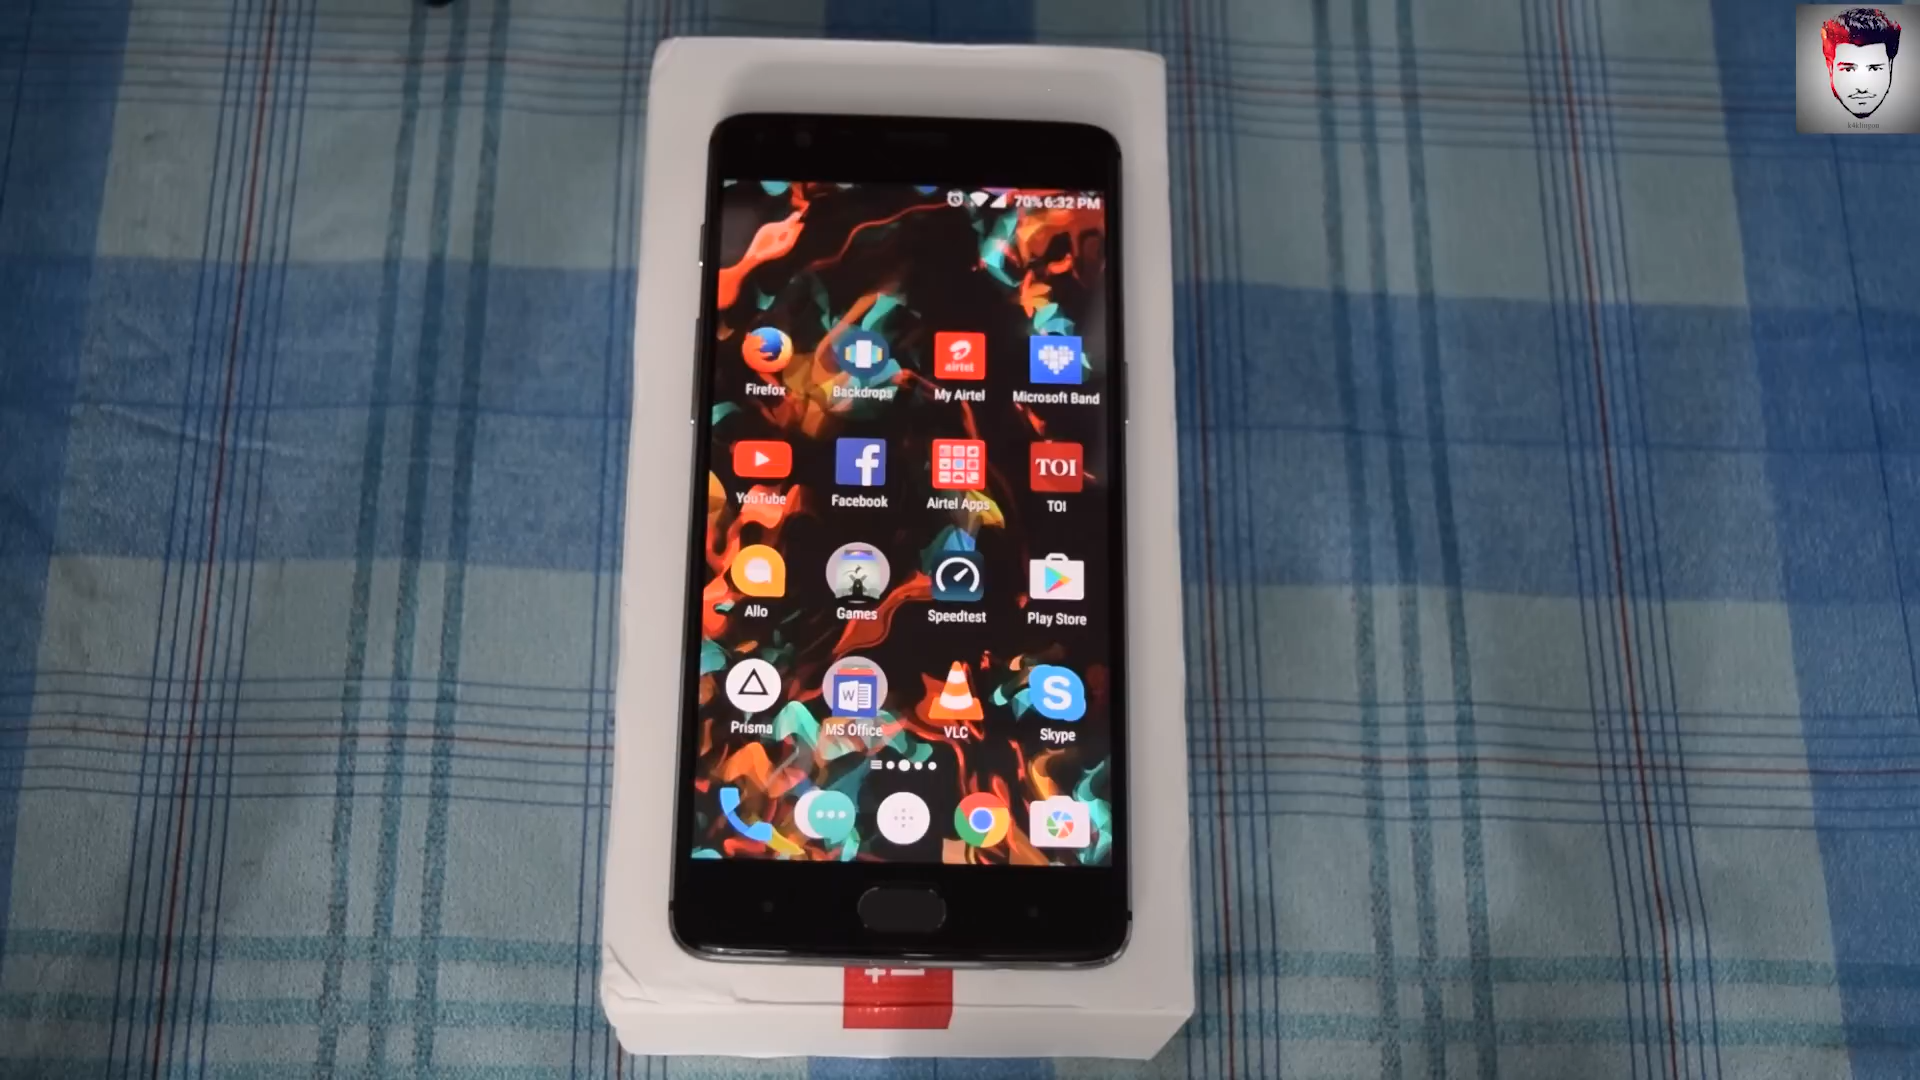 70% 6:32 PM
Firefox
Backdrops
airtel
My Airtel
Microsoft Band
YouTube
Facebook
Airtel Apps
TOI
TOI
Allo
Games
Speedtest
Play Store
W
S
Prisma
MS Office
VLC
Skype